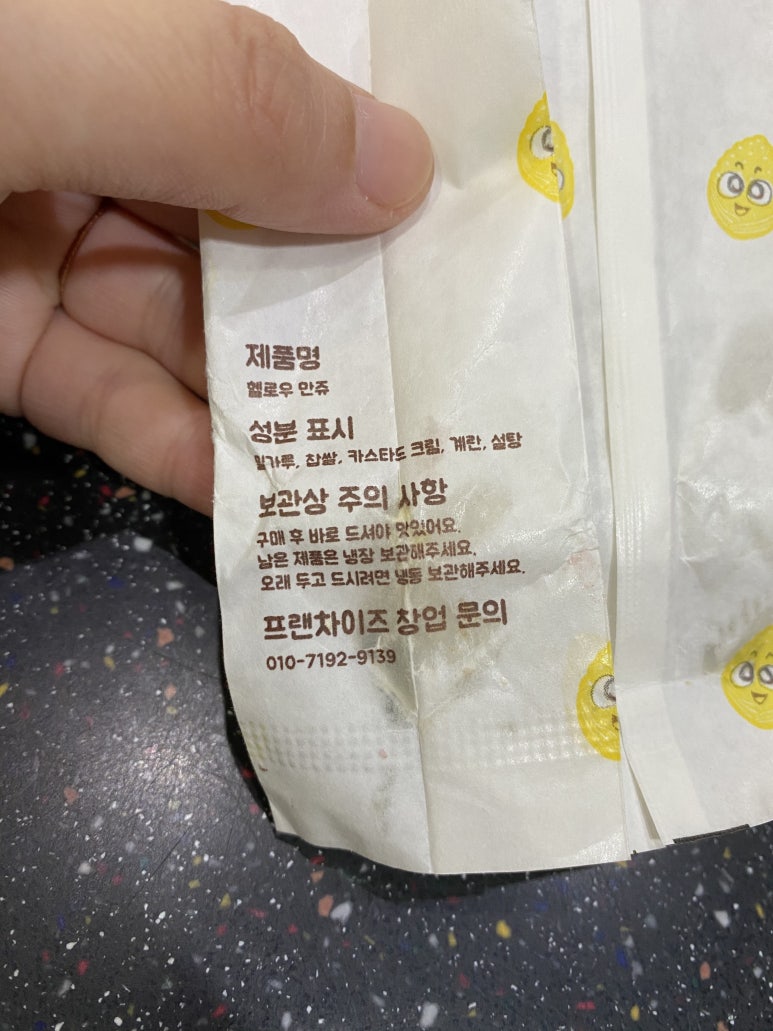 제품명
헬로우 만쥬
성분 표시
밀가루, 찹쌀, 카스타드 크림, 계란, 설탕
보관상 주의 사항
구매 후 바로 드셔야 맛있어요.
남은 제품은 냉장 보관해주세요.
오래 두고 드시려면 냉동 보관해주세요.
프랜차이즈 창업 문의
010-7192-9139